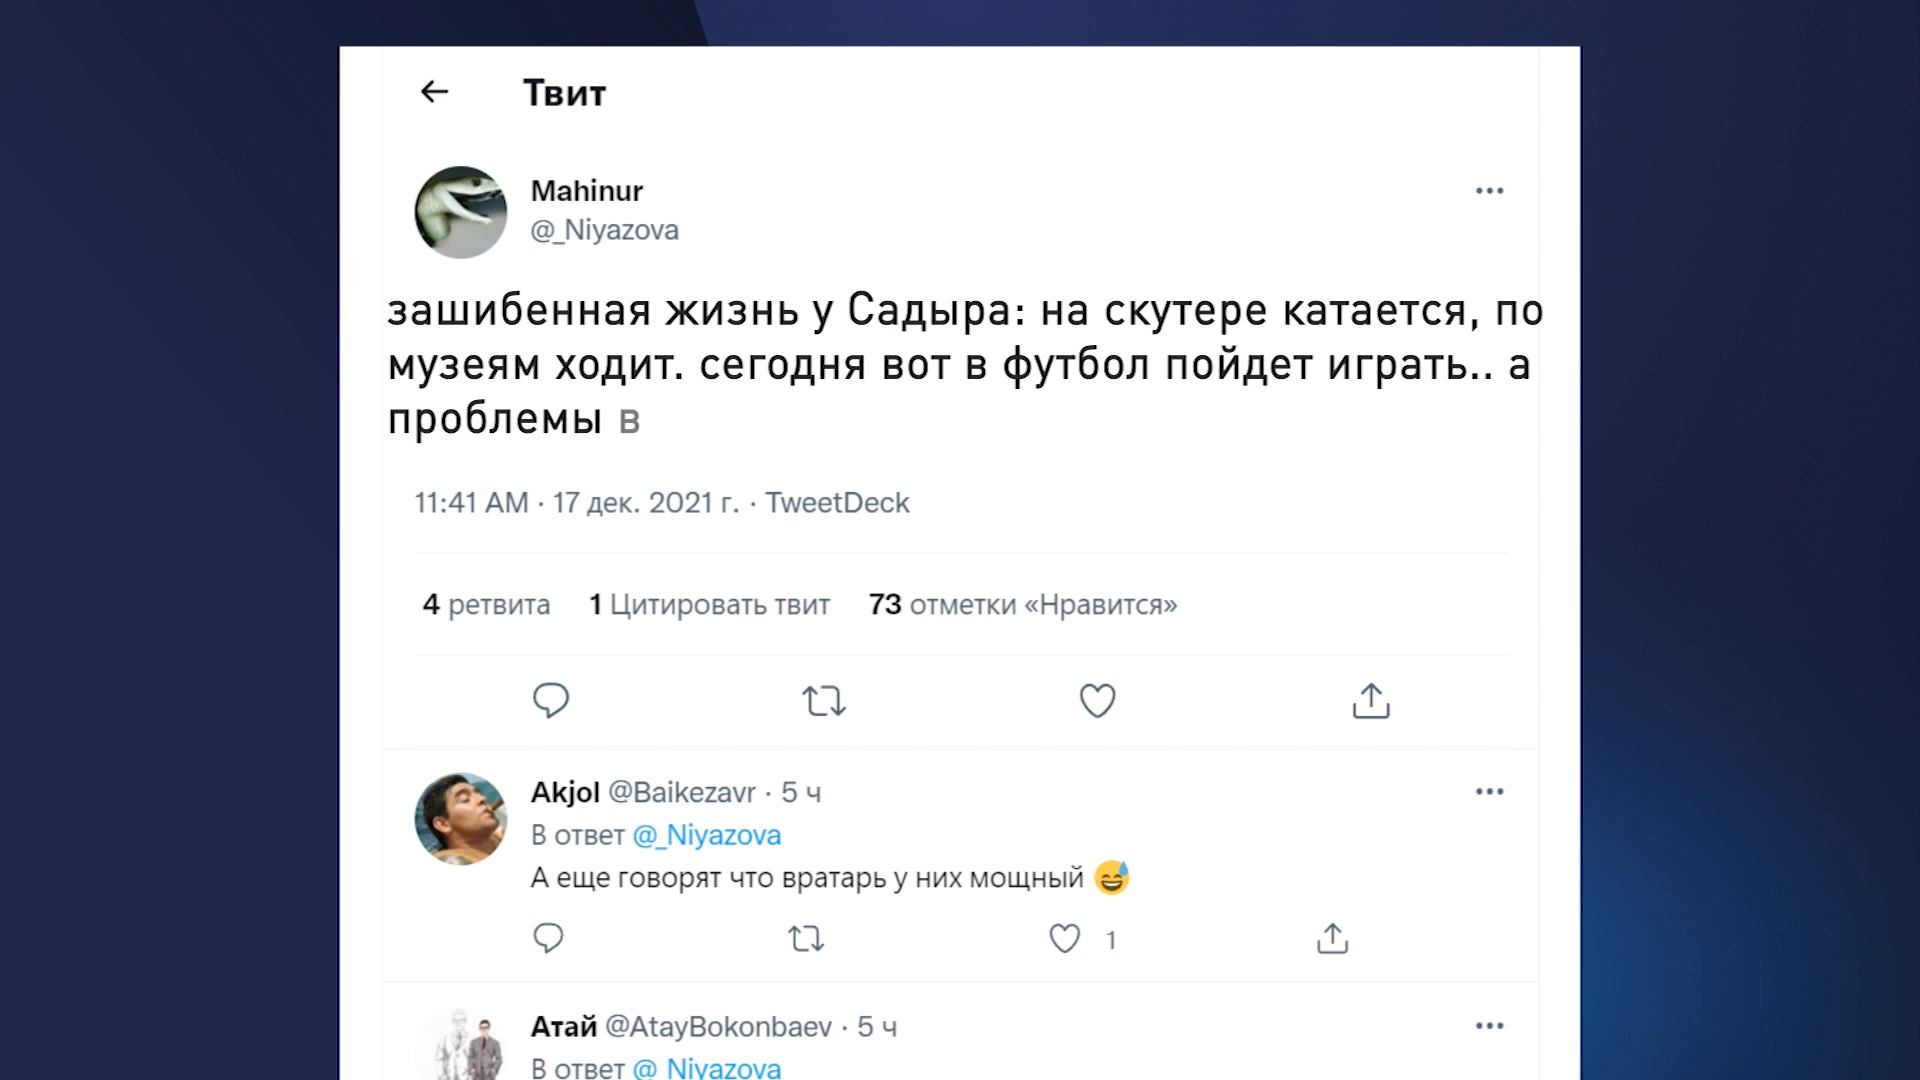 Твит
Mahinur
@_Niyazova
зашибенная жизнь у Садыра: на скутере катается, по
музеям ходит. сегодня вот в футбол пойдет играть.. а
проблемы в
11:41 AM · 17 дек. 2021 г. · TweetDeck
4 ретвита 1 Цитировать твит 73 отметки «Нравится»
Akjol @Baikezavr · 5 ч
В ответ @_Niyazova
А еще говорят что вратарь у них мощный 😅
1
Атай @AtayBokonbaev · 5 ч
В ответ @_Niyazova